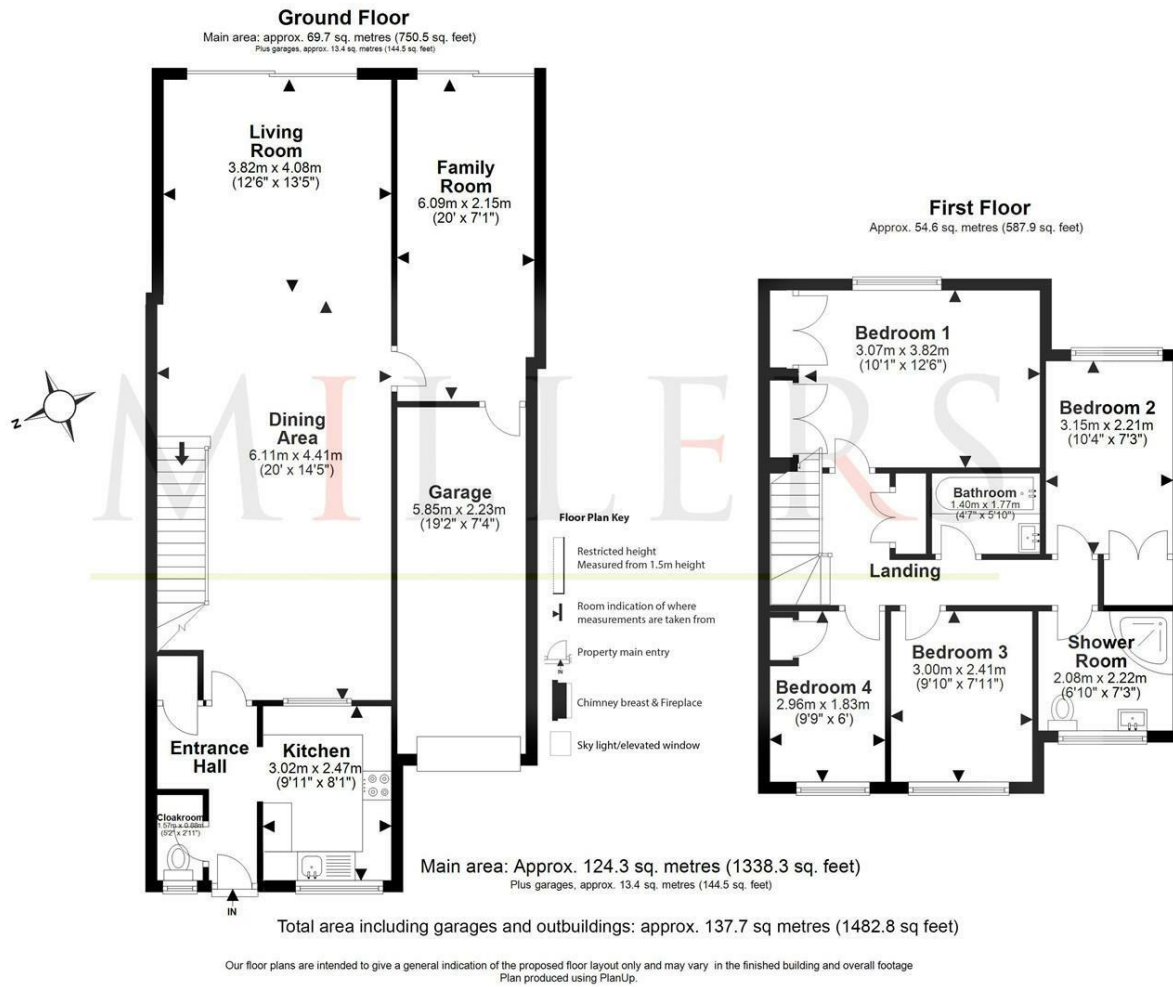 Ground Floor
Main area: approx. 69.7 sq. metres (750.5 sq. feet)
Plus garages, approx. 13.4 sq. metres (144.5 sq. feet)
Living
Room
3.82m x 4.08m
(12'6" x 13'5")
Family
Room
6.09m x 2.15m
(20' x 7'1")
Dining
Area
6.11m x 4.41m
(20' x 14'5")
Garage
5.85m x 2.23m
(19'2" x 7'4")
Entrance
Hall
Kitchen
3.02m x 2.47m
(9'11" x 8'1")
Cloakroom
1.57m x 0.88m
(5'2" x 2'11")
IN
Z
MILLERS
Floor Plan Key
Restricted height
Measured from 1.5m height
Room indication of where
measurements are taken from
Property main entry
IN
Chimney breast & Fireplace
Sky light/elevated window
First Floor
Approx. 54.6 sq. metres (587.9 sq. feet)
Bedroom 1
3.07m x 3.82m
(10'1" x 12'6")
Bedroom 2
3.15m x 2.21m
(10'4" x 7'3")
Bathroom
1.40m x 1.77m
(4'7" x 5'10")
Landing
Bedroom 4
2.96m x 1.83m
(9'9" x 6')
Bedroom 3
3.00m x 2.41m
(9'10" x 7'11")
Shower
Room
2.08m x 2.22m
(6'10" x 7'3")
Main area: Approx. 124.3 sq. metres (1338.3 sq. feet)
Plus garages, approx. 13.4 sq. metres (144.5 sq. feet)
Total area including garages and outbuildings: approx. 137.7 sq metres (1482.8 sq feet)
Our floor plans are intended to give a general indication of the proposed floor layout only and may vary in the finished building and overall footage
Plan produced using PlanUp.